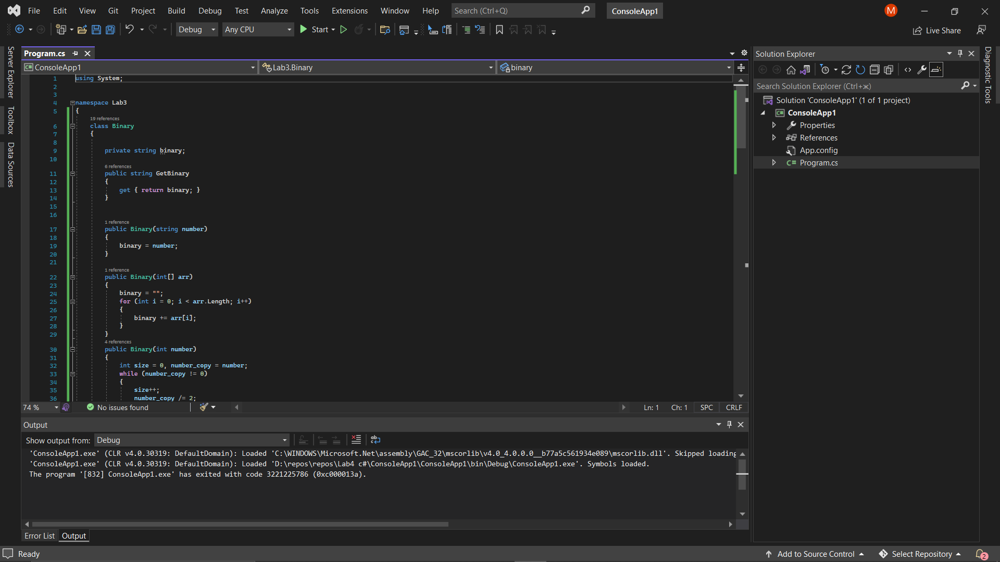 File Edit View Git Project Build Debug Test Analyze Tools Extensions Window Help Search (Ctrl+Q) ConsoleApp1 M
Debug Any CPU Start Live Share
Server Explorer
Toolbox
Data Sources
Program.cs
ConsoleApp1 Lab3.Binary binary
1 using System;
2
3
4 namespace Lab3
5 {
19 references
6 class Binary
7 {
8
9 private string binary;
10
6 references
11 public string GetBinary
12 {
13 get { return binary; }
14 }
15
16
1 reference
17 public Binary(string number)
18 {
19 binary = number;
20 }
21
1 reference
22 public Binary(int[] arr)
23 {
24 binary = "";
25 for (int i = 0; i < arr.Length; i++)
26 {
27 binary += arr[i];
28 }
29 }
4 references
30 public Binary(int number)
31 {
32 int size = 0, number_copy = number;
33 while (number_copy != 0)
34 {
35 size++;
36 number_copy /= 2;
74 % No issues found Ln: 1 Ch: 1 SPC CRLF
Output
Show output from: Debug
'ConsoleApp1.exe' (CLR v4.0.30319: DefaultDomain): Loaded 'C:\WINDOWS\Microsoft.Net\assembly\GAC_32\mscorlib\v4.0_4.0.0.0__b77a5c561934e089\mscorlib.dll'. Skipped loading
'ConsoleApp1.exe' (CLR v4.0.30319: DefaultDomain): Loaded 'D:\repos\repos\Lab4 c#\ConsoleApp1\ConsoleApp1\bin\Debug\ConsoleApp1.exe'. Symbols loaded.
The program '[832] ConsoleApp1.exe' has exited with code 3221225786 (0xc000013a).
Error List Output
Solution Explorer
Search Solution Explorer (Ctrl+ж)
Solution 'ConsoleApp1' (1 of 1 project)
C# ConsoleApp1
Properties
References
App.config
C# Program.cs
Diagnostic Tools
Ready Add to Source Control Select Repository 2